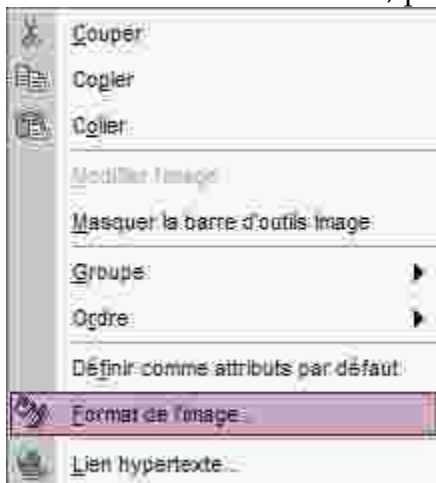 , p
Couper
Copier
Coller
Modifier l'image
Masquer la barre d'outils Image
Groupe
Ordre
Définir comme attributs par défaut
Format de l'image...
Lien hypertexte...